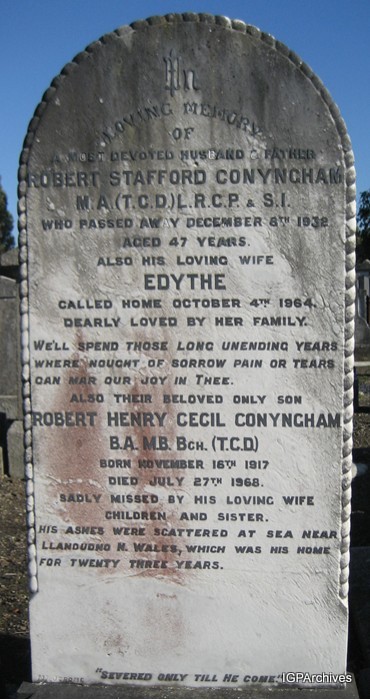 In
LOVING MEMORY
OF
A MOST DEVOTED HUSBAND & FATHER
ROBERT STAFFORD CONYNGHAM
M.A.(T.C.D.) L.R.C.P. & S.I.
WHO PASSED AWAY DECEMBER 8TH 1932
AGED 47 YEARS.
ALSO HIS LOVING WIFE
EDYTHE
CALLED HOME OCTOBER 4TH 1964.
DEARLY LOVED BY HER FAMILY.
WE'LL SPEND THOSE LONG UNENDING YEARS
WHERE NOUGHT OF SORROW PAIN OR TEARS
CAN MAR OUR JOY IN THEE.
ALSO THEIR BELOVED ONLY SON
ROBERT HENRY CECIL CONYNGHAM
B.A. M.B. BCH. (T.C.D)
BORN NOVEMBER 16TH 1917
DIED JULY 27TH 1968.
SADLY MISSED BY HIS LOVING WIFE
CHILDREN AND SISTER.
HIS ASHES WERE SCATTERED AT SEA NEAR
LLANDUDNO N. WALES, WHICH WAS HIS HOME
FOR TWENTY THREE YEARS.
"SEVERED ONLY TILL HE COME."
IGPArchives